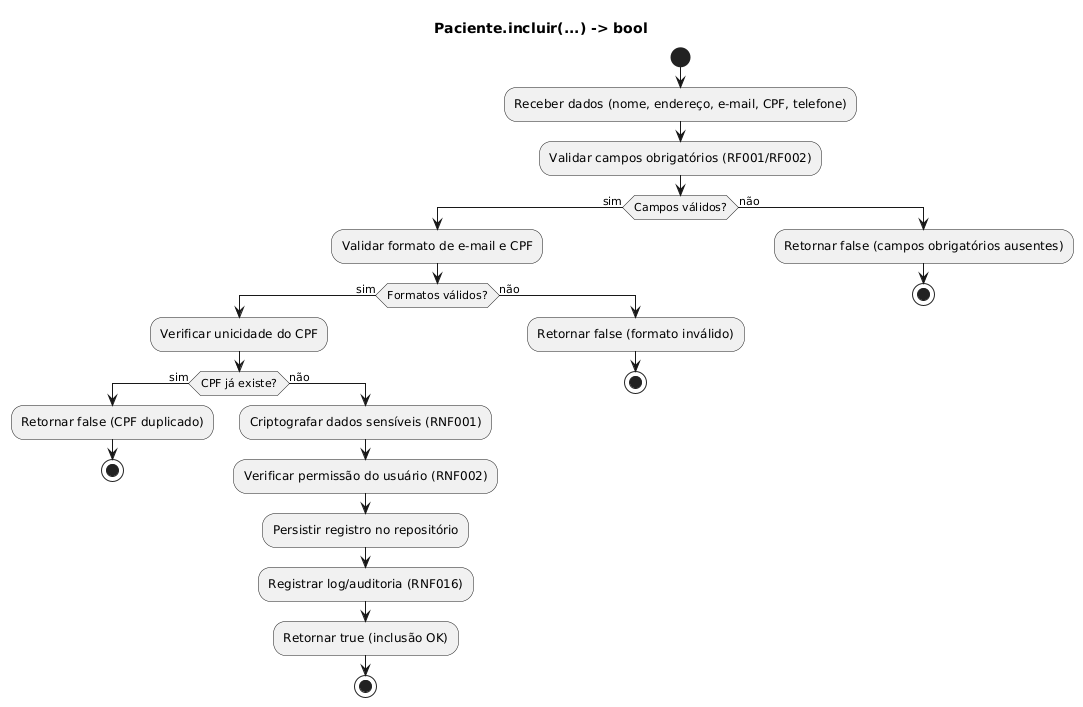 Paciente.incluir(...) -> bool
Receber dados (nome, endereço, e-mail, CPF, telefone)
Validar campos obrigatórios (RF001/RF002)
sim
Campos válidos?
não
Validar formato de e-mail e CPF
Retornar false (campos obrigatórios ausentes)
sim
Formatos válidos?
não
Verificar unicidade do CPF
Retornar false (formato inválido)
sim
CPF já existe?
não
Retornar false (CPF duplicado)
Criptografar dados sensíveis (RNF001)
Verificar permissão do usuário (RNF002)
Persistir registro no repositório
Registrar log/auditoria (RNF016)
Retornar true (inclusão OK)